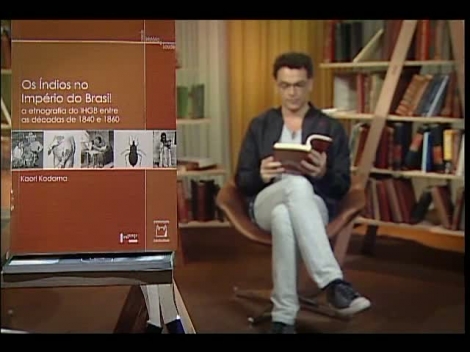 Os Índios no
Império do Brasil
a etnografia do IHGB entre
as décadas de 1840 e 1860
Kaori Kodama